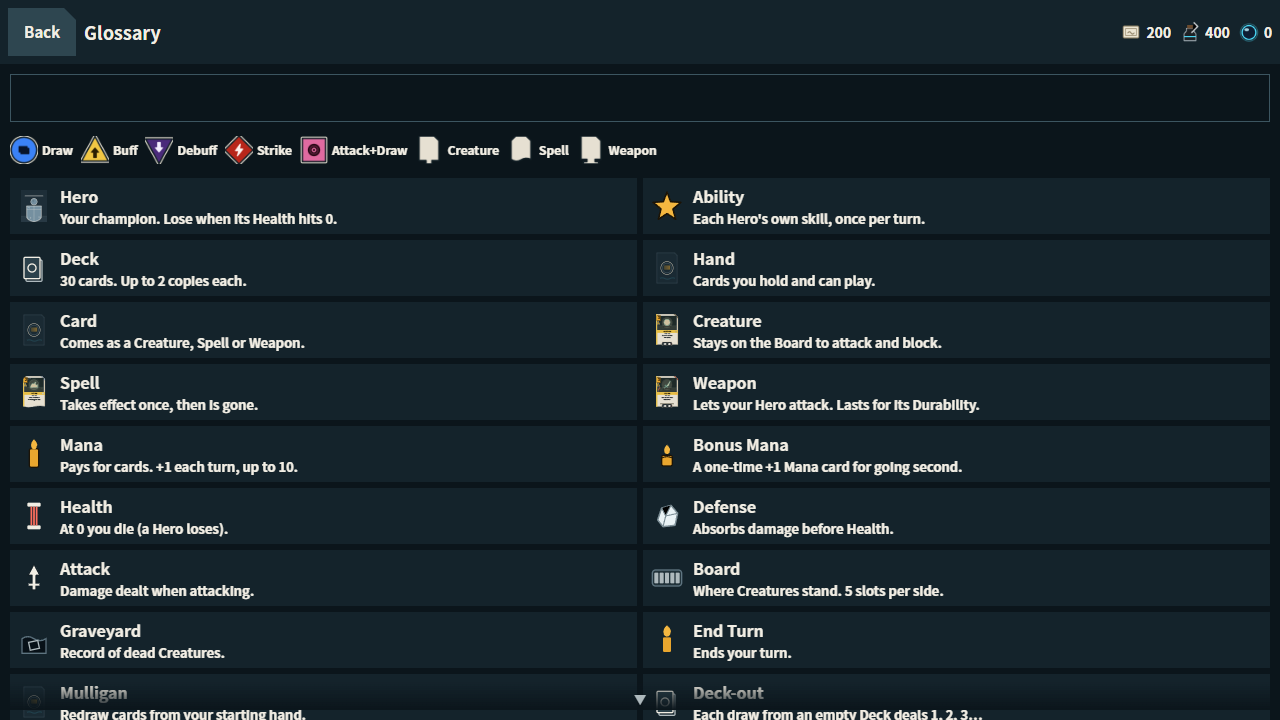 Back
Glossary
200
400
0
Draw
Buff
Debuff
Strike
Attack+Draw
Creature
Spell
Weapon
Hero
Your champion. Lose when its Health hits 0.
Ability
Each Hero's own skill, once per turn.
Deck
30 cards. Up to 2 copies each.
Hand
Cards you hold and can play.
Card
Comes as a Creature, Spell or Weapon.
Creature
Stays on the Board to attack and block.
Spell
Takes effect once, then is gone.
Weapon
Lets your Hero attack. Lasts for its Durability.
Mana
Pays for cards. +1 each turn, up to 10.
Bonus Mana
A one-time +1 Mana card for going second.
Health
At 0 you die (a Hero loses).
Defense
Absorbs damage before Health.
Attack
Damage dealt when attacking.
Board
Where Creatures stand. 5 slots per side.
Graveyard
Record of dead Creatures.
End Turn
Ends your turn.
Mulligan
Redraw cards from your starting hand.
Deck-out
Each draw from an empty Deck deals 1, 2, 3...